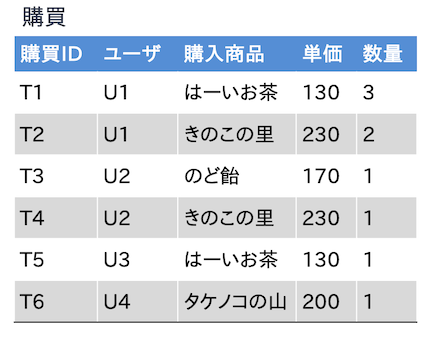 購買
購買ID ユーザ 購入商品 単価 数量
T1 U1 はーいお茶 130 3
T2 U1 きのこの里 230 2
T3 U2 のど飴 170 1
T4 U2 きのこの里 230 1
T5 U3 はーいお茶 130 1
T6 U4 タケノコの山 200 1